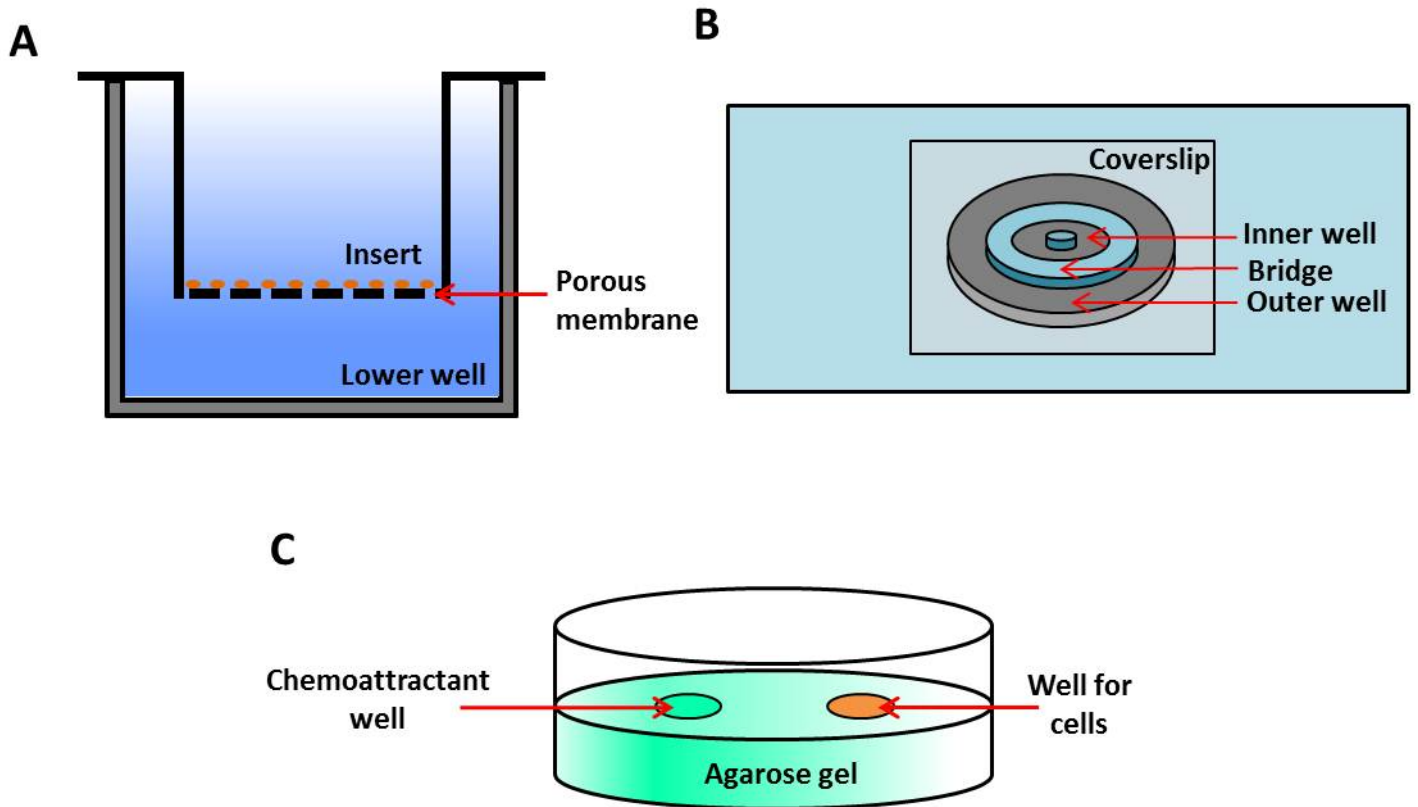 A
Insert
Porous
membrane
Lower well
B
Coverslip
Inner well
Bridge
Outer well
C
Chemoattractant
well
Well for
cells
Agarose gel